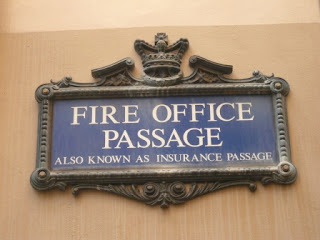 FIRE OFFICE
PASSAGE
ALSO KNOWN AS INSURANCE PASSAGE